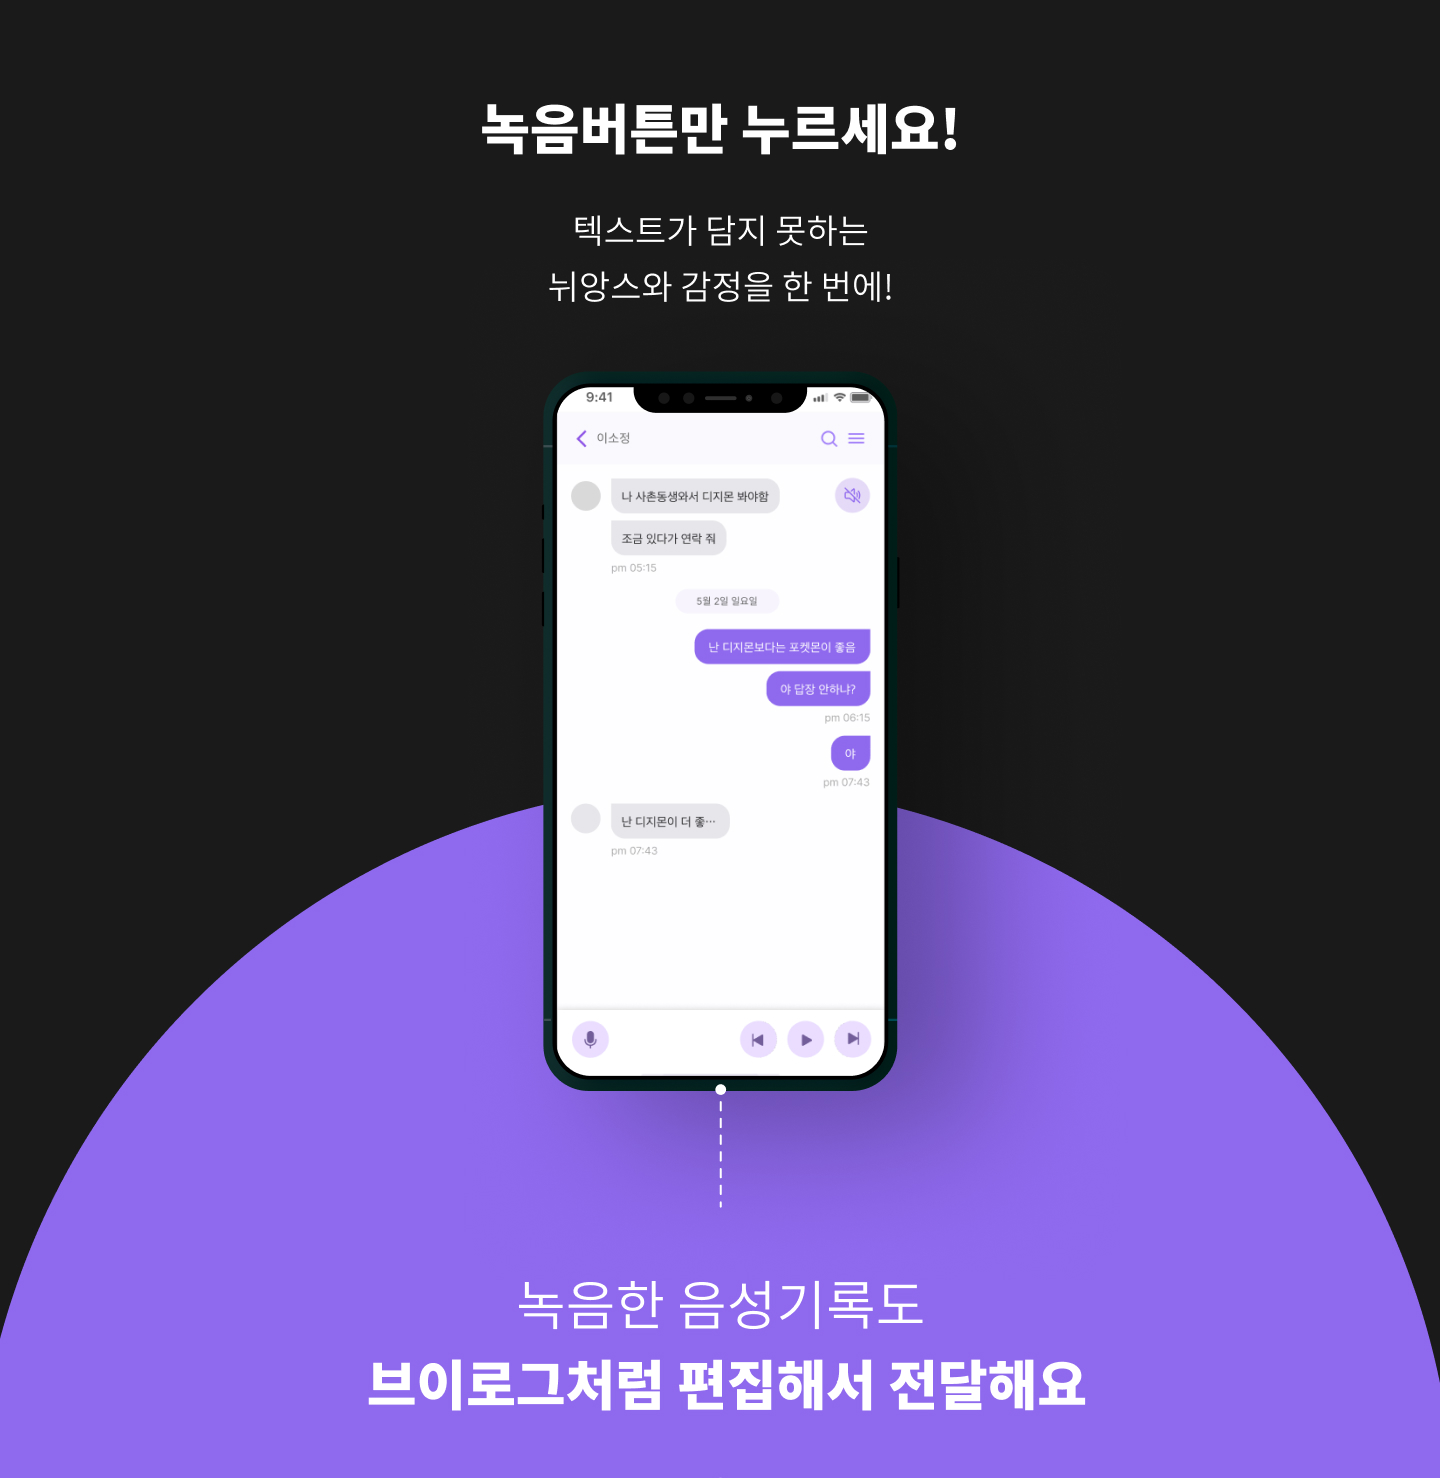 녹음버튼만 누르세요!
텍스트가 담지 못하는
뉘앙스와 감정을 한 번에!
9:41
이소정
나 사촌동생와서 디지몬 봐야함
조금 있다가 연락 줘
pm 05:15
5월 2일 일요일
난 디지몬보다는 포켓몬이 좋음
야 답장 안하냐?
pm 06:15
야
pm 07:43
난 디지몬이 더 좋…
pm 07:43
녹음한 음성기록도
브이로그처럼 편집해서 전달해요